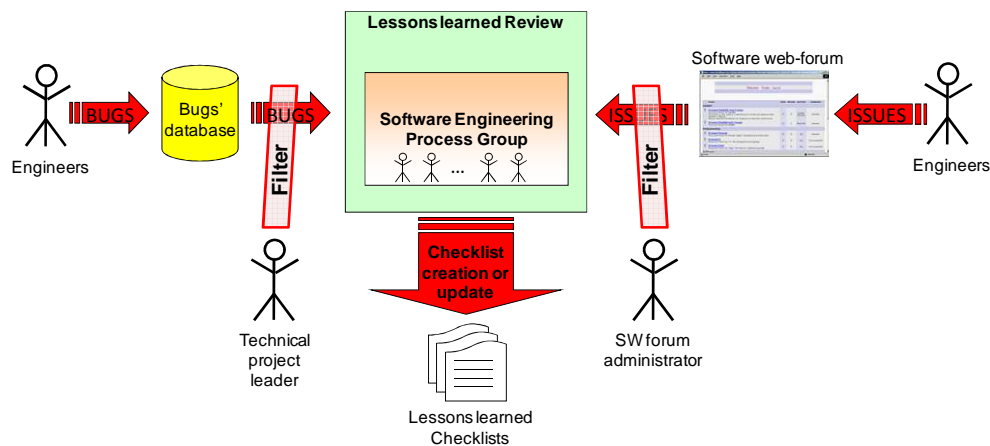 Lessons learned Review
Software Engineering
Process Group
...
Engineers
BUGS
Bugs'
database
BUGS
Filter
Technical
project
leader
Checklist
creation or
update
Lessons learned
Checklists
Software web-forum
ISSUES
Filter
SW forum
administrator
ISSUES
Engineers